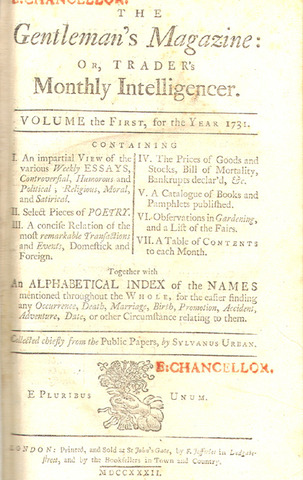 E:CHANCELLOR.
THE
Gentleman's Magazine:
OR, TRADER's
Monthly Intelligencer.
VOLUME the FIRST, for the YEAR 1731.
CONTAINING
I. An impartial VIEW of the
various Weekly ESSAYS,
Controversial, Humorous and
Political; Religious, Moral,
and Satirical.
II. Select Pieces of POETRY.
III. A concise Relation of the
most remarkable Transactions
and Events, Domestick and
Foreign.
IV. The Prices of Goods and
Stocks, Bill of Mortality,
Bankrupts declar'd, &c.
V. A Catalogue of Books and
Pamphlets published.
VI. Observations in Gardening,
and a List of the Fairs.
VII. A Table of CONTENTS
to each Month.
Together with
An ALPHABETICAL INDEX of the NAMES
mentioned throughout the WHOLE, for the easier finding
any Occurrence, Death, Marriage, Birth, Promotion, Accident,
Adventure, Date, or other Circumstance relating to them.
Collected chiefly from the Public Papers, by SYLVANUS URBAN.
E:CHANCELLOR.
E PLURIBUS UNUM.
LONDON: Printed, and Sold at St John's Gate, by F. Jefferies in Ludgate-
street, and by the Booksellers in Town and Country.
MDCCXXXII.